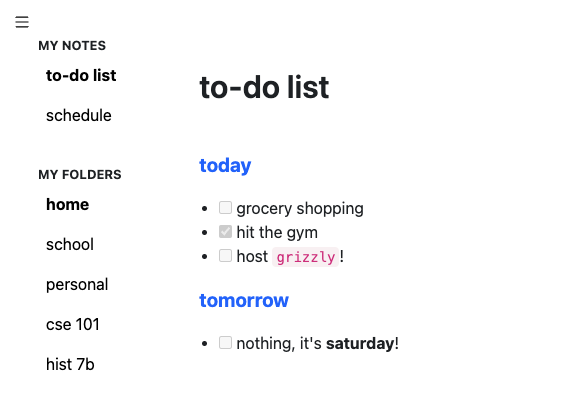 MY NOTES
to-do list
schedule
MY FOLDERS
home
school
personal
cse 101
hist 7b
to-do list
today
grocery shopping
hit the gym
host grizzly!
tomorrow
nothing, it's saturday!